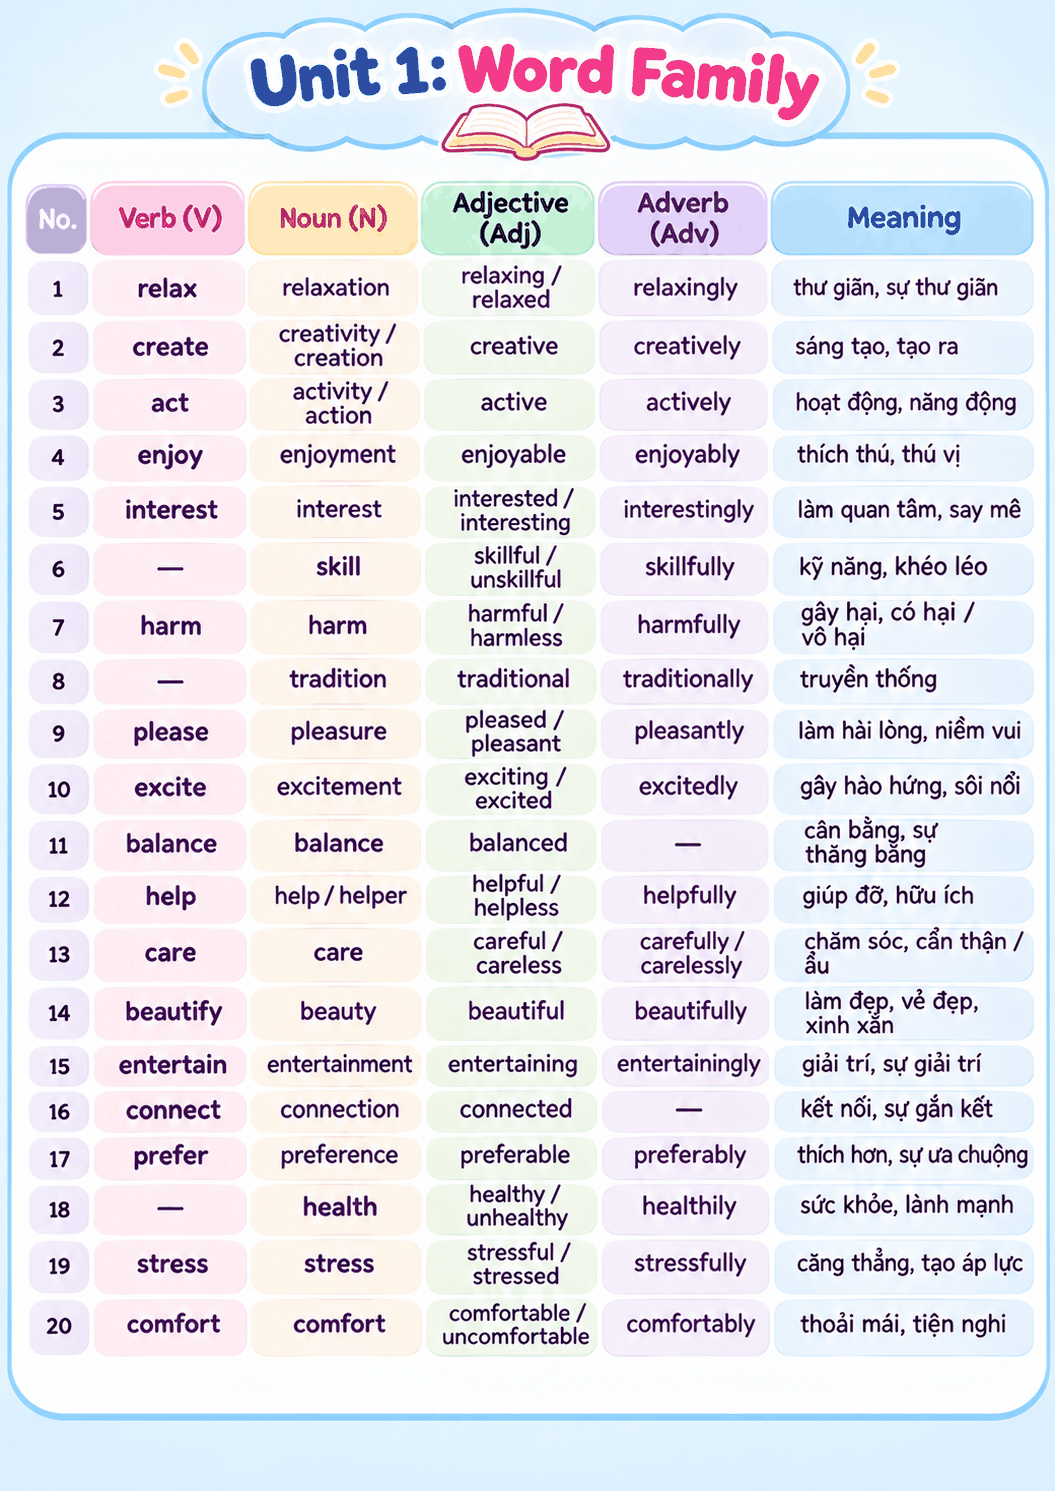 Unit 1: Word Family
No. Verb (V) Noun (N) Adjective (Adj) Adverb (Adv) Meaning
1 relax relaxation relaxing / relaxed relaxingly thư giãn, sự thư giãn
2 create creativity / creation creative creatively sáng tạo, tạo ra
3 act activity / action active actively hoạt động, năng động
4 enjoy enjoyment enjoyable enjoyably thích thú, thú vị
5 interest interest interested / interesting interestingly làm quan tâm, say mê
6 — skill skillful / unskillful skillfully kỹ năng, khéo léo
7 harm harm harmful / harmless harmfully gây hại, có hại / vô hại
8 — tradition traditional traditionally truyền thống
9 please pleasure pleased / pleasant pleasantly làm hài lòng, niềm vui
10 excite excitement exciting / excited excitedly gây hào hứng, sôi nổi
11 balance balance balanced — cân bằng, sự thăng bằng
12 help help / helper helpful / helpless helpfully giúp đỡ, hữu ích
13 care care careful / careless carefully / carelessly chăm sóc, cẩn thận / ẩu
14 beautify beauty beautiful beautifully làm đẹp, vẻ đẹp, xinh xắn
15 entertain entertainment entertaining entertainingly giải trí, sự giải trí
16 connect connection connected — kết nối, sự gắn kết
17 prefer preference preferable preferably thích hơn, sự ưa chuộng
18 — health healthy / unhealthy healthily sức khỏe, lành mạnh
19 stress stress stressful / stressed stressfully căng thẳng, tạo áp lực
20 comfort comfort comfortable / uncomfortable comfortably thoải mái, tiện nghi